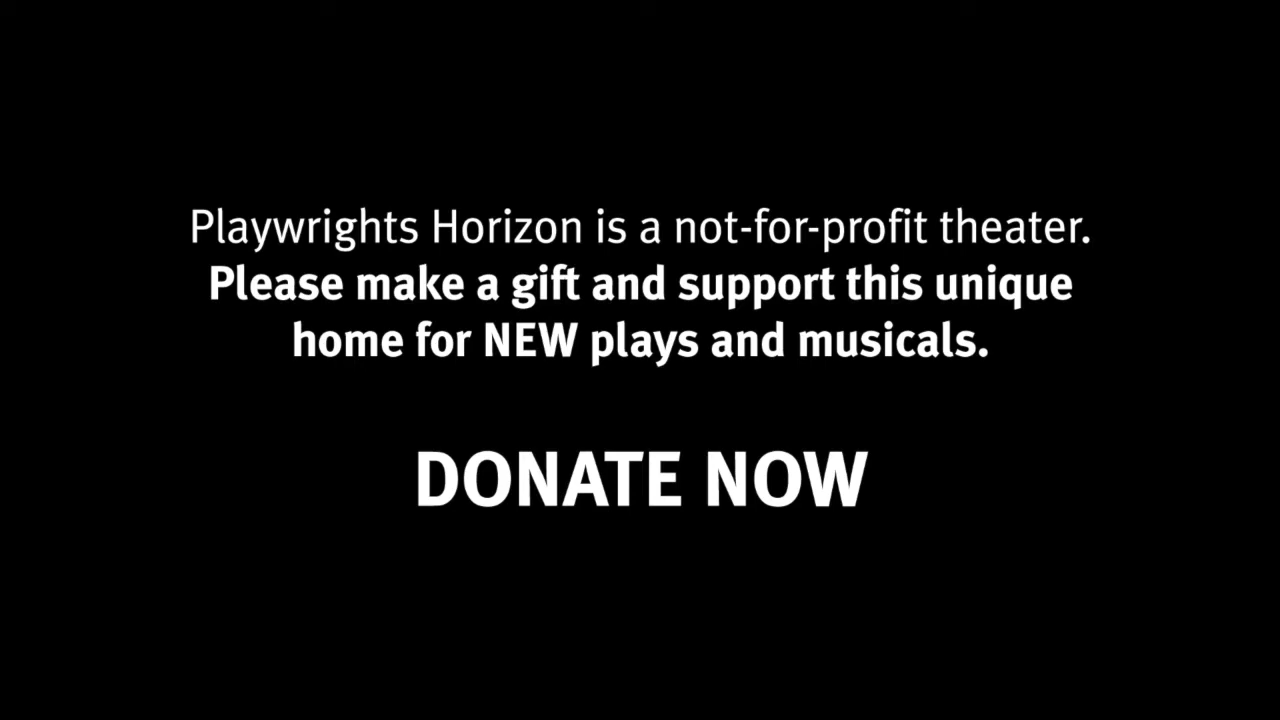 Playwrights Horizon is a not-for-profit theater.
Please make a gift and support this unique
home for NEW plays and musicals.
DONATE NOW